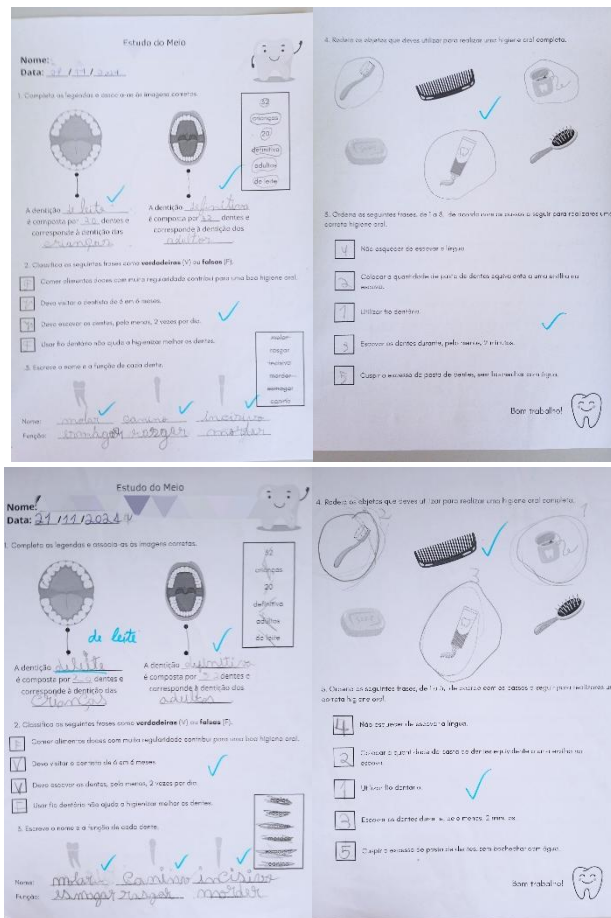 Estudo do Meio
Nome:
Data: 21/11/2024
1. Completa as legendas e associa-as às imagens corretas.
32
crianças
20
definitiva
adultos
de leite
A dentição de leite
é composta por 20 dentes e
corresponde à dentição das
crianças
A dentição definitiva
é composta por 32 dentes e
corresponde à dentição dos
adultos
2. Classifica as seguintes frases como verdadeiras (V) ou falsas (F).
F Comer alimentos doces com muita regularidade contribui para uma boa higiene oral.
Devo visitar o dentista de 6 em 6 meses.
Devo escovar os dentes, pelo menos, 2 vezes por dia.
F Usar fio dentário não ajuda a higienizar melhor os dentes.
3. Escreve o nome e a função de cada dente.
molar
rasgar
incisivo
morder
esmagar
canino
Nome: molar canino incisivo
Função: esmagar rasgar morder
4. Rodeia os objetos que deves utilizar para realizar uma higiene oral completa.
5. Ordena as seguintes frases, de 1 a 5, de acordo com os passos a seguir para realizares uma
correta higiene oral.
4 Não esquecer de escovar a língua.
2 Colocar a quantidade de pasta de dentes equivalente a uma ervilha na
escova.
1 Utilizar fio dentário.
3 Escovar os dentes durante, pelo menos, 2 minutos.
5 Cuspir o excesso de pasta de dentes, sem bochechar com água.
Bom trabalho!
Estudo do Meio
Nome:
Data: 21/11/2024
1. Completa as legendas e associa-as às imagens corretas.
32
crianças
20
definitiva
adultos
de leite
de leite
A dentição de leite
é composta por 20 dentes e
corresponde à dentição das
crianças
A dentição definitiva
é composta por 32 dentes e
corresponde à dentição dos
adultos
2. Classifica as seguintes frases como verdadeiras (V) ou falsas (F).
F Comer alimentos doces com muita regularidade contribui para uma boa higiene oral.
V Devo visitar o dentista de 6 em 6 meses.
V Devo escovar os dentes, pelo menos, 2 vezes por dia.
F Usar fio dentário não ajuda a higienizar melhor os dentes.
3. Escreve o nome e a função de cada dente.
Nome: molar Canino incisivo
Função: esmagar rasgar morder
4. Rodeia os objetos que deves utilizar para realizar uma higiene oral completa.
2
1
3
5. Ordena as seguintes frases, de 1 a 5, de acordo com os passos a seguir para realizares uma
correta higiene oral.
4 Não esquecer de escovar a língua.
2 Colocar a quantidade de pasta de dentes equivalente a uma ervilha na
escova.
1 Utilizar fio dentário.
3 Escovar os dentes durante, pelo menos, 2 minutos.
5 Cuspir o excesso de pasta de dentes, sem bochechar com água.
Bom trabalho!